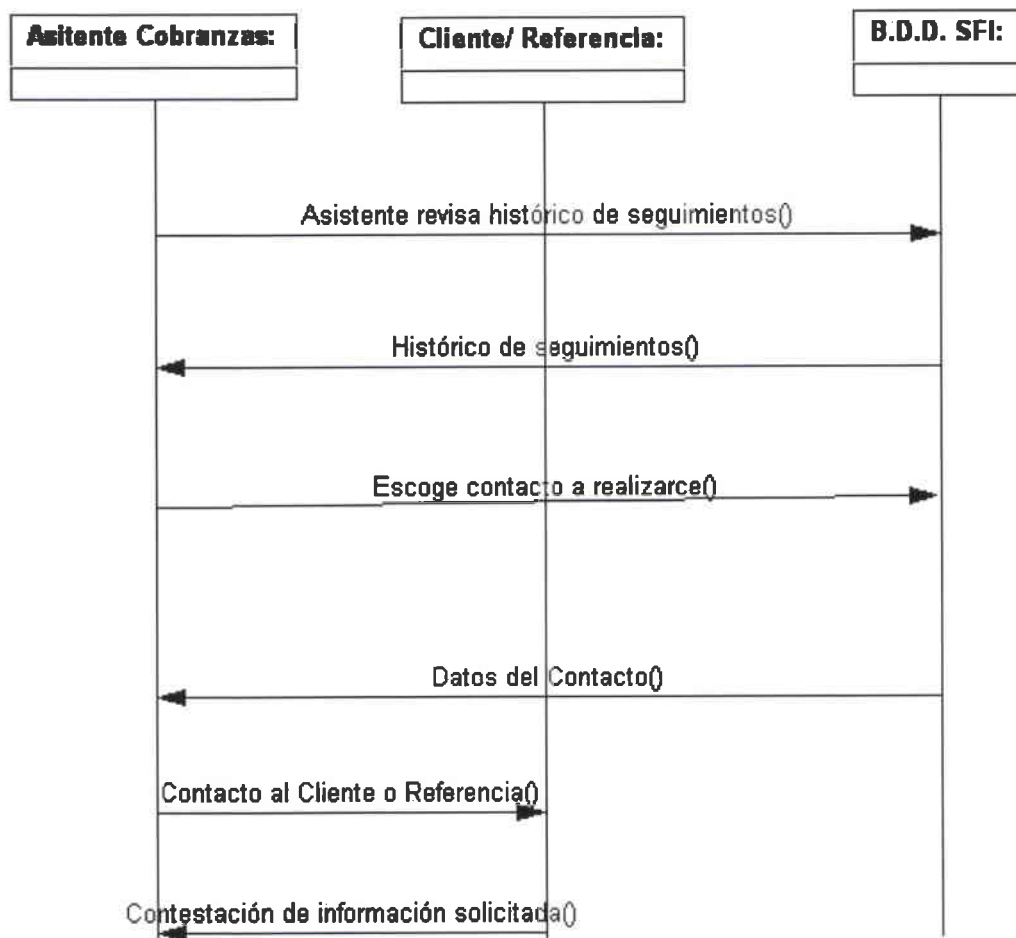 Asitente Cobranzas:
Cliente/ Referencia:
B.D.D. SFI:
Asistente revisa histórico de seguimientos()
Histórico de seguimientos()
Escoge contacto a realizarce()
Datos del Contacto()
Contacto al Cliente o Referencia()
Contestación de información solicitada()